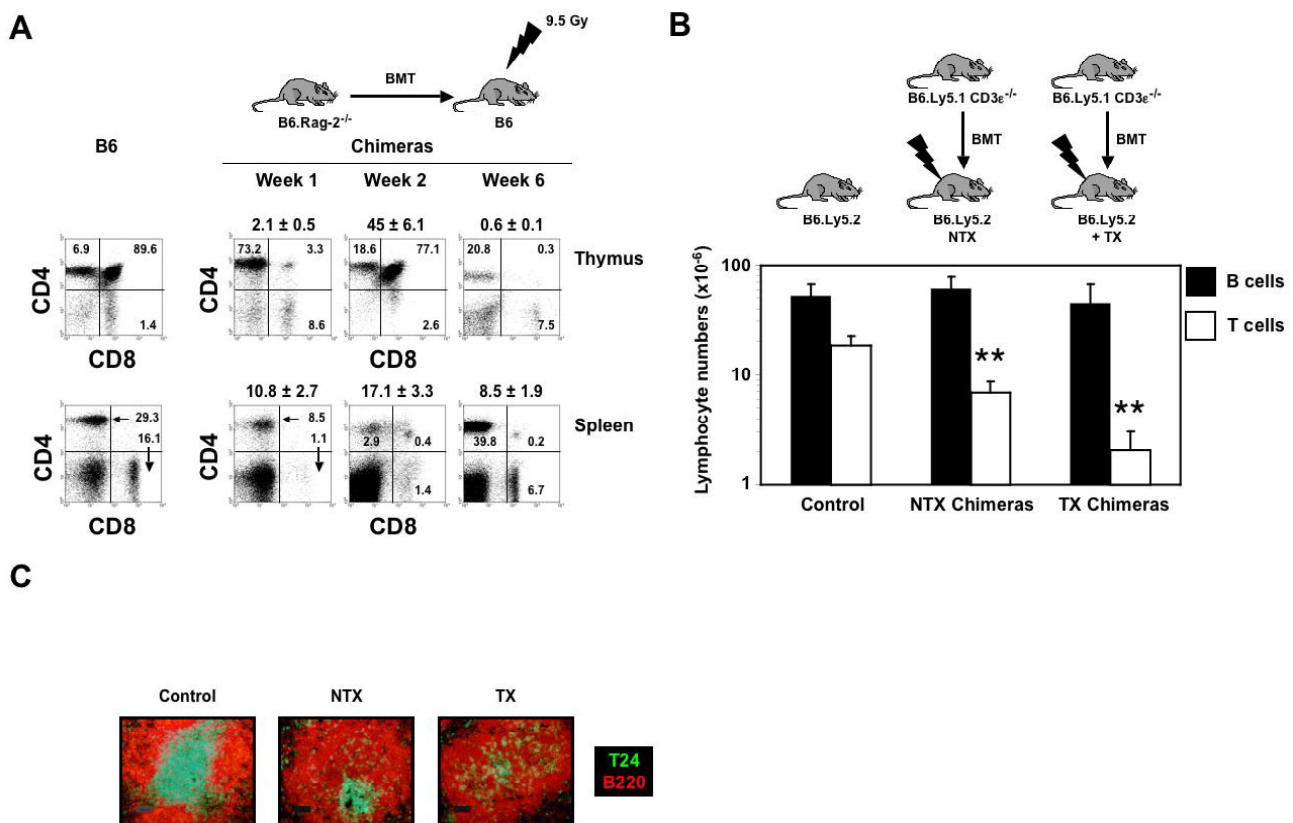 A
9.5 Gy
BMT
B6.Rag-2-/-
B6
B6
Chimeras
Week 1
Week 2
Week 6
2.1 ± 0.5
45 ± 6.1
0.6 ± 0.1
6.9
89.6
1.4
73.2
3.3
8.6
18.6
77.1
2.6
20.8
0.3
7.5
Thymus
CD4
CD4
CD8
CD8
10.8 ± 2.7
17.1 ± 3.3
8.5 ± 1.9
29.3
16.1
8.5
1.1
2.9
0.4
1.4
39.8
0.2
6.7
Spleen
CD4
CD4
CD8
CD8
B
B6.Ly5.1 CD3ε-/-
B6.Ly5.1 CD3ε-/-
BMT
BMT
B6.Ly5.2
B6.Ly5.2
NTX
B6.Ly5.2
+ TX
Lymphocyte numbers (x10-6)
100
10
1
**
**
B cells
T cells
Control
NTX Chimeras
TX Chimeras
C
Control
NTX
TX
T24
B220